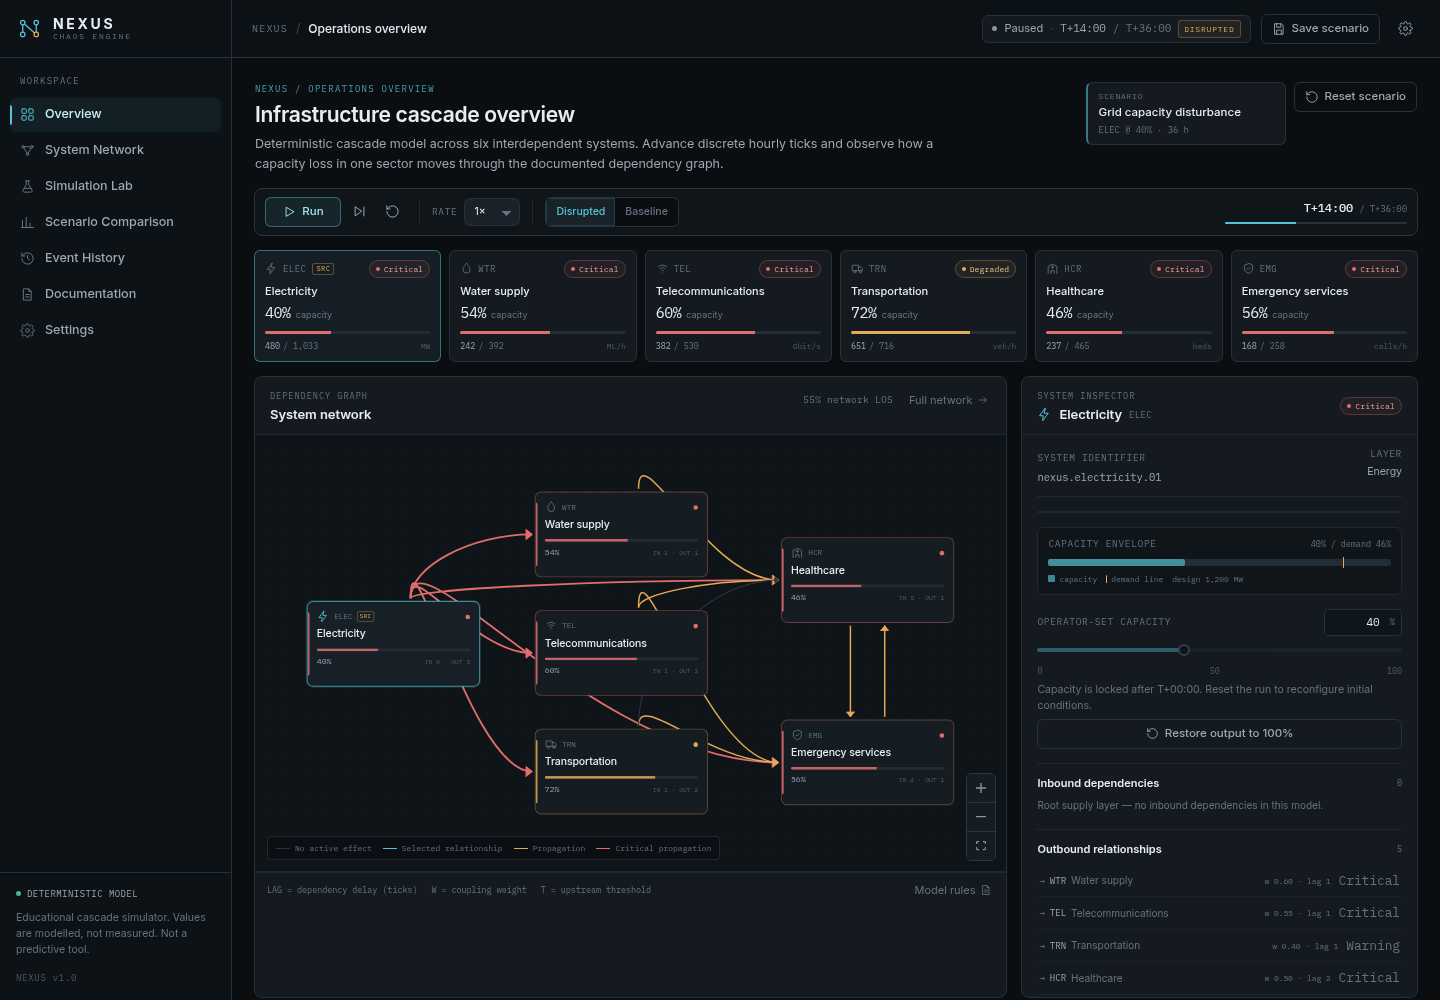 NEXUS
CHAOS ENGINE
NEXUS / Operations overview
Paused · T+14:00 / T+36:00 DISRUPTED
Save scenario
WORKSPACE
Overview
System Network
Simulation Lab
Scenario Comparison
Event History
Documentation
Settings
DETERMINISTIC MODEL
Educational cascade simulator. Values
are modelled, not measured. Not a
predictive tool.
NEXUS v1.0
NEXUS / OPERATIONS OVERVIEW
Infrastructure cascade overview
Deterministic cascade model across six interdependent systems. Advance discrete hourly ticks and observe how a
capacity loss in one sector moves through the documented dependency graph.
SCENARIO
Grid capacity disturbance
ELEC @ 40% · 36 h
Reset scenario
Run
RATE 1×
Disrupted Baseline
T+14:00 / T+36:00
ELEC SRC Critical
Electricity
40% capacity
480 / 1,033 MW
WTR Critical
Water supply
54% capacity
242 / 392 ML/h
TEL Critical
Telecommunications
60% capacity
382 / 530 Gbit/s
TRN Degraded
Transportation
72% capacity
651 / 716 veh/h
HCR Critical
Healthcare
46% capacity
237 / 465 beds
EMG Critical
Emergency services
56% capacity
168 / 258 calls/h
DEPENDENCY GRAPH
System network
55% network LOS
Full network →
WTR
Water supply
54% IN 1 · OUT 1
HCR
Healthcare
46% IN 5 · OUT 1
ELEC SRC
Electricity
40% IN 0 · OUT 5
TEL
Telecommunications
60% IN 1 · OUT 2
TRN
Transportation
72% IN 1 · OUT 2
EMG
Emergency services
56% IN 4 · OUT 1
No active effect
Selected relationship
Propagation
Critical propagation
LAG = dependency delay (ticks) W = coupling weight T = upstream threshold
Model rules
SYSTEM INSPECTOR
Electricity ELEC
Critical
SYSTEM IDENTIFIER
nexus.electricity.01
LAYER
Energy
CAPACITY ENVELOPE 40% / demand 46%
capacity demand line design 1,200 MW
OPERATOR-SET CAPACITY 40 %
0 50 100
Capacity is locked after T+00:00. Reset the run to reconfigure initial
conditions.
Restore output to 100%
Inbound dependencies 0
Root supply layer — no inbound dependencies in this model.
Outbound relationships 5
→ WTR Water supply w 0.60 · lag 1 Critical
→ TEL Telecommunications w 0.55 · lag 1 Critical
→ TRN Transportation w 0.40 · lag 1 Warning
→ HCR Healthcare w 0.50 · lag 2 Critical